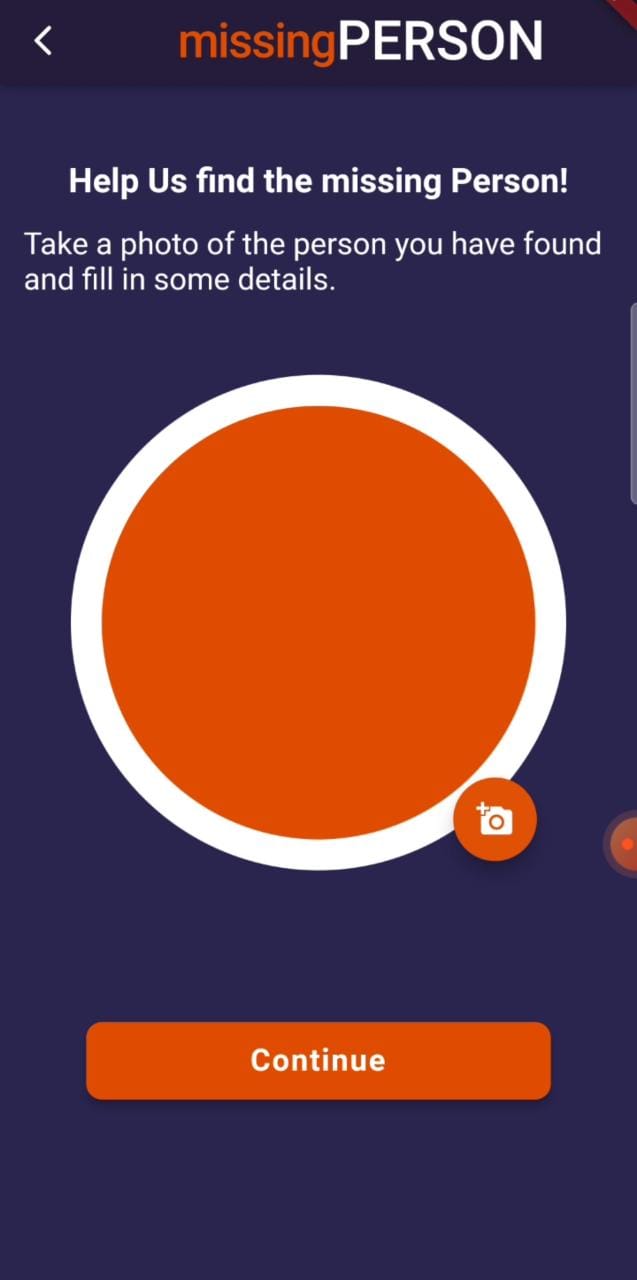 missingPERSON
Help Us find the missing Person!
Take a photo of the person you have found
and fill in some details.
Continue